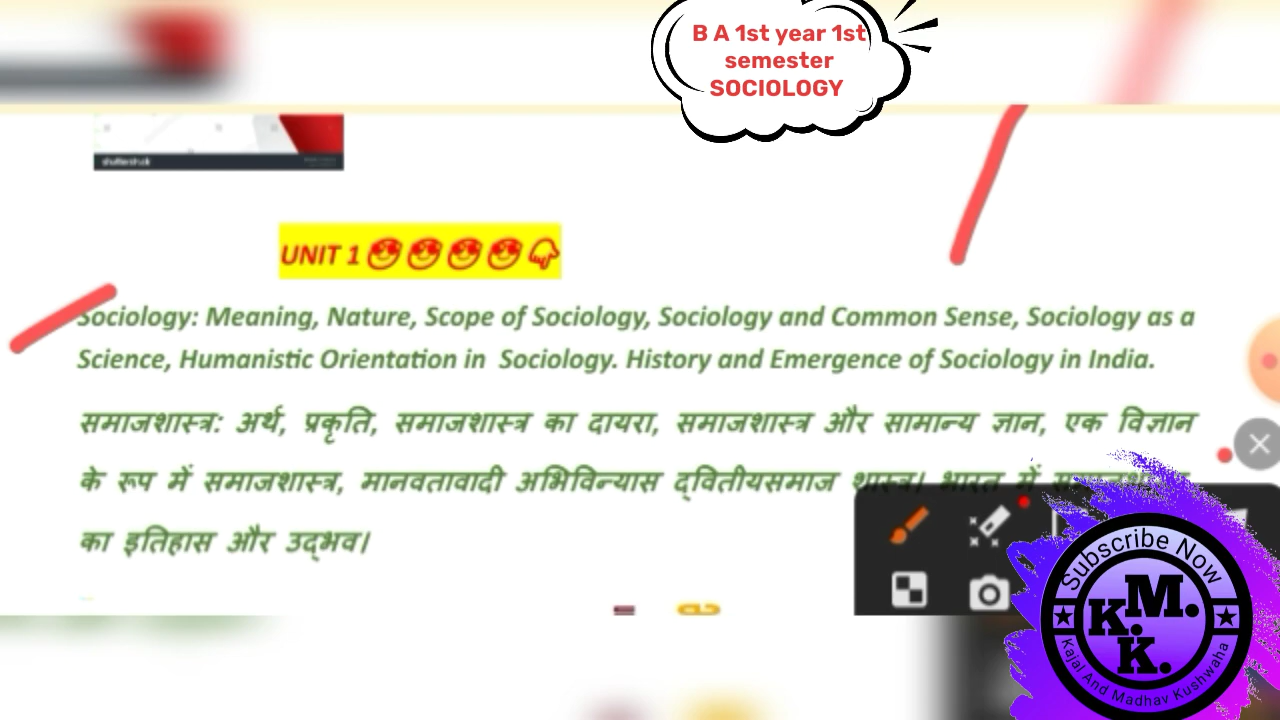 B A 1st year 1st
semester
SOCIOLOGY
shutterstock
UNIT 1
Sociology: Meaning, Nature, Scope of Sociology, Sociology and Common Sense, Sociology as a
Science, Humanistic Orientation in Sociology. History and Emergence of Sociology in India.
समाजशास्त्र: अर्थ, प्रकृति, समाजशास्त्र का दायरा, समाजशास्त्र और सामान्य ज्ञान, एक विज्ञान
के रूप में समाजशास्त्र, मानवतावादी अभिविन्यास द्वितीयसमाज शास्त्र। भारत में
का इतिहास और उद्भव।
Subscribe Now
K. M. K.
Kajal And Madhav Kushwaha